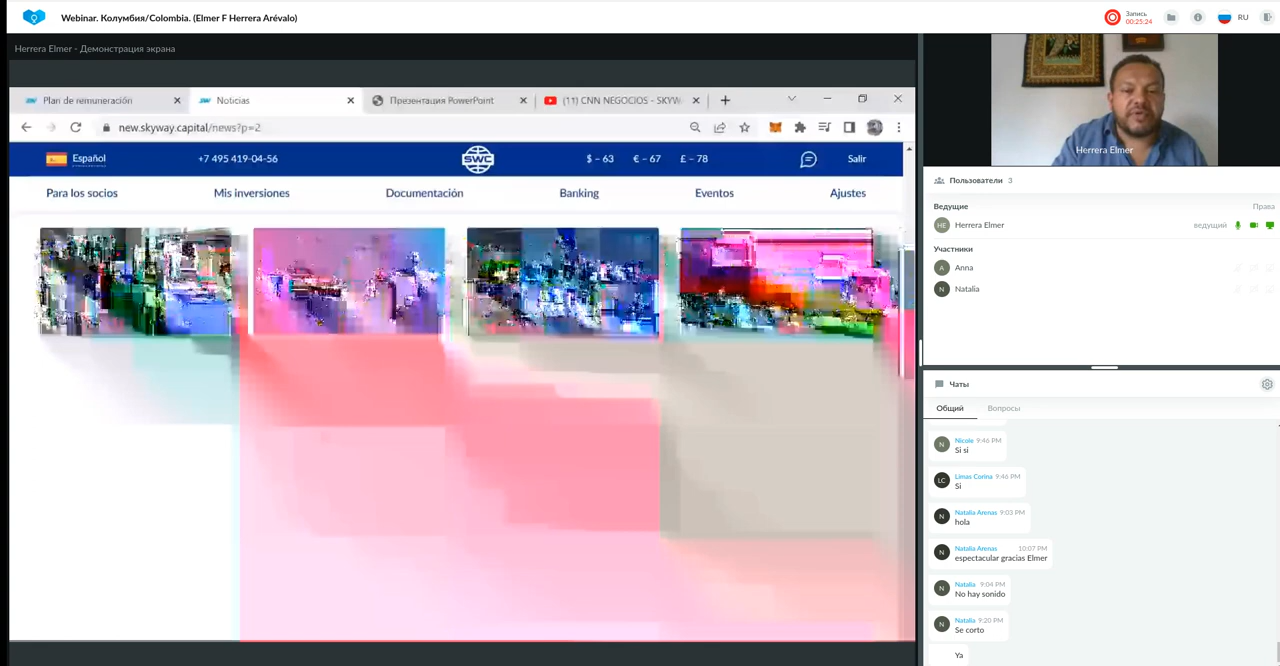 Webinar. Колумбия/Colombia. (Elmer F Herrera Arévalo)
Запись
00:25:24
RU
Herrera Elmer - Демонстрация экрана
Plan de remuneración
Noticias
Презентация PowerPoint
(11) CNN NEGOCIOS - SKYW
new.skyway.capital/news?p=2
Español
+7 495 419-04-56
SWC
$ – 63
€ – 67
£ – 78
Salir
Para los socios
Mis inversiones
Documentación
Banking
Eventos
Ajustes
Herrera Elmer
Пользователи 3
Ведущие
Права
HE
Herrera Elmer
ведущий
Участники
A
Anna
N
Natalia
Чаты
Общий
Вопросы
N
Nicole 9:46 PM
Si si
LC
Limas Corina 9:46 PM
Si
N
Natalia Arenas 9:03 PM
hola
N
Natalia Arenas 10:07 PM
espectacular gracias Elmer
N
Natalia 9:04 PM
No hay sonido
N
Natalia 9:20 PM
Se corto
Ya